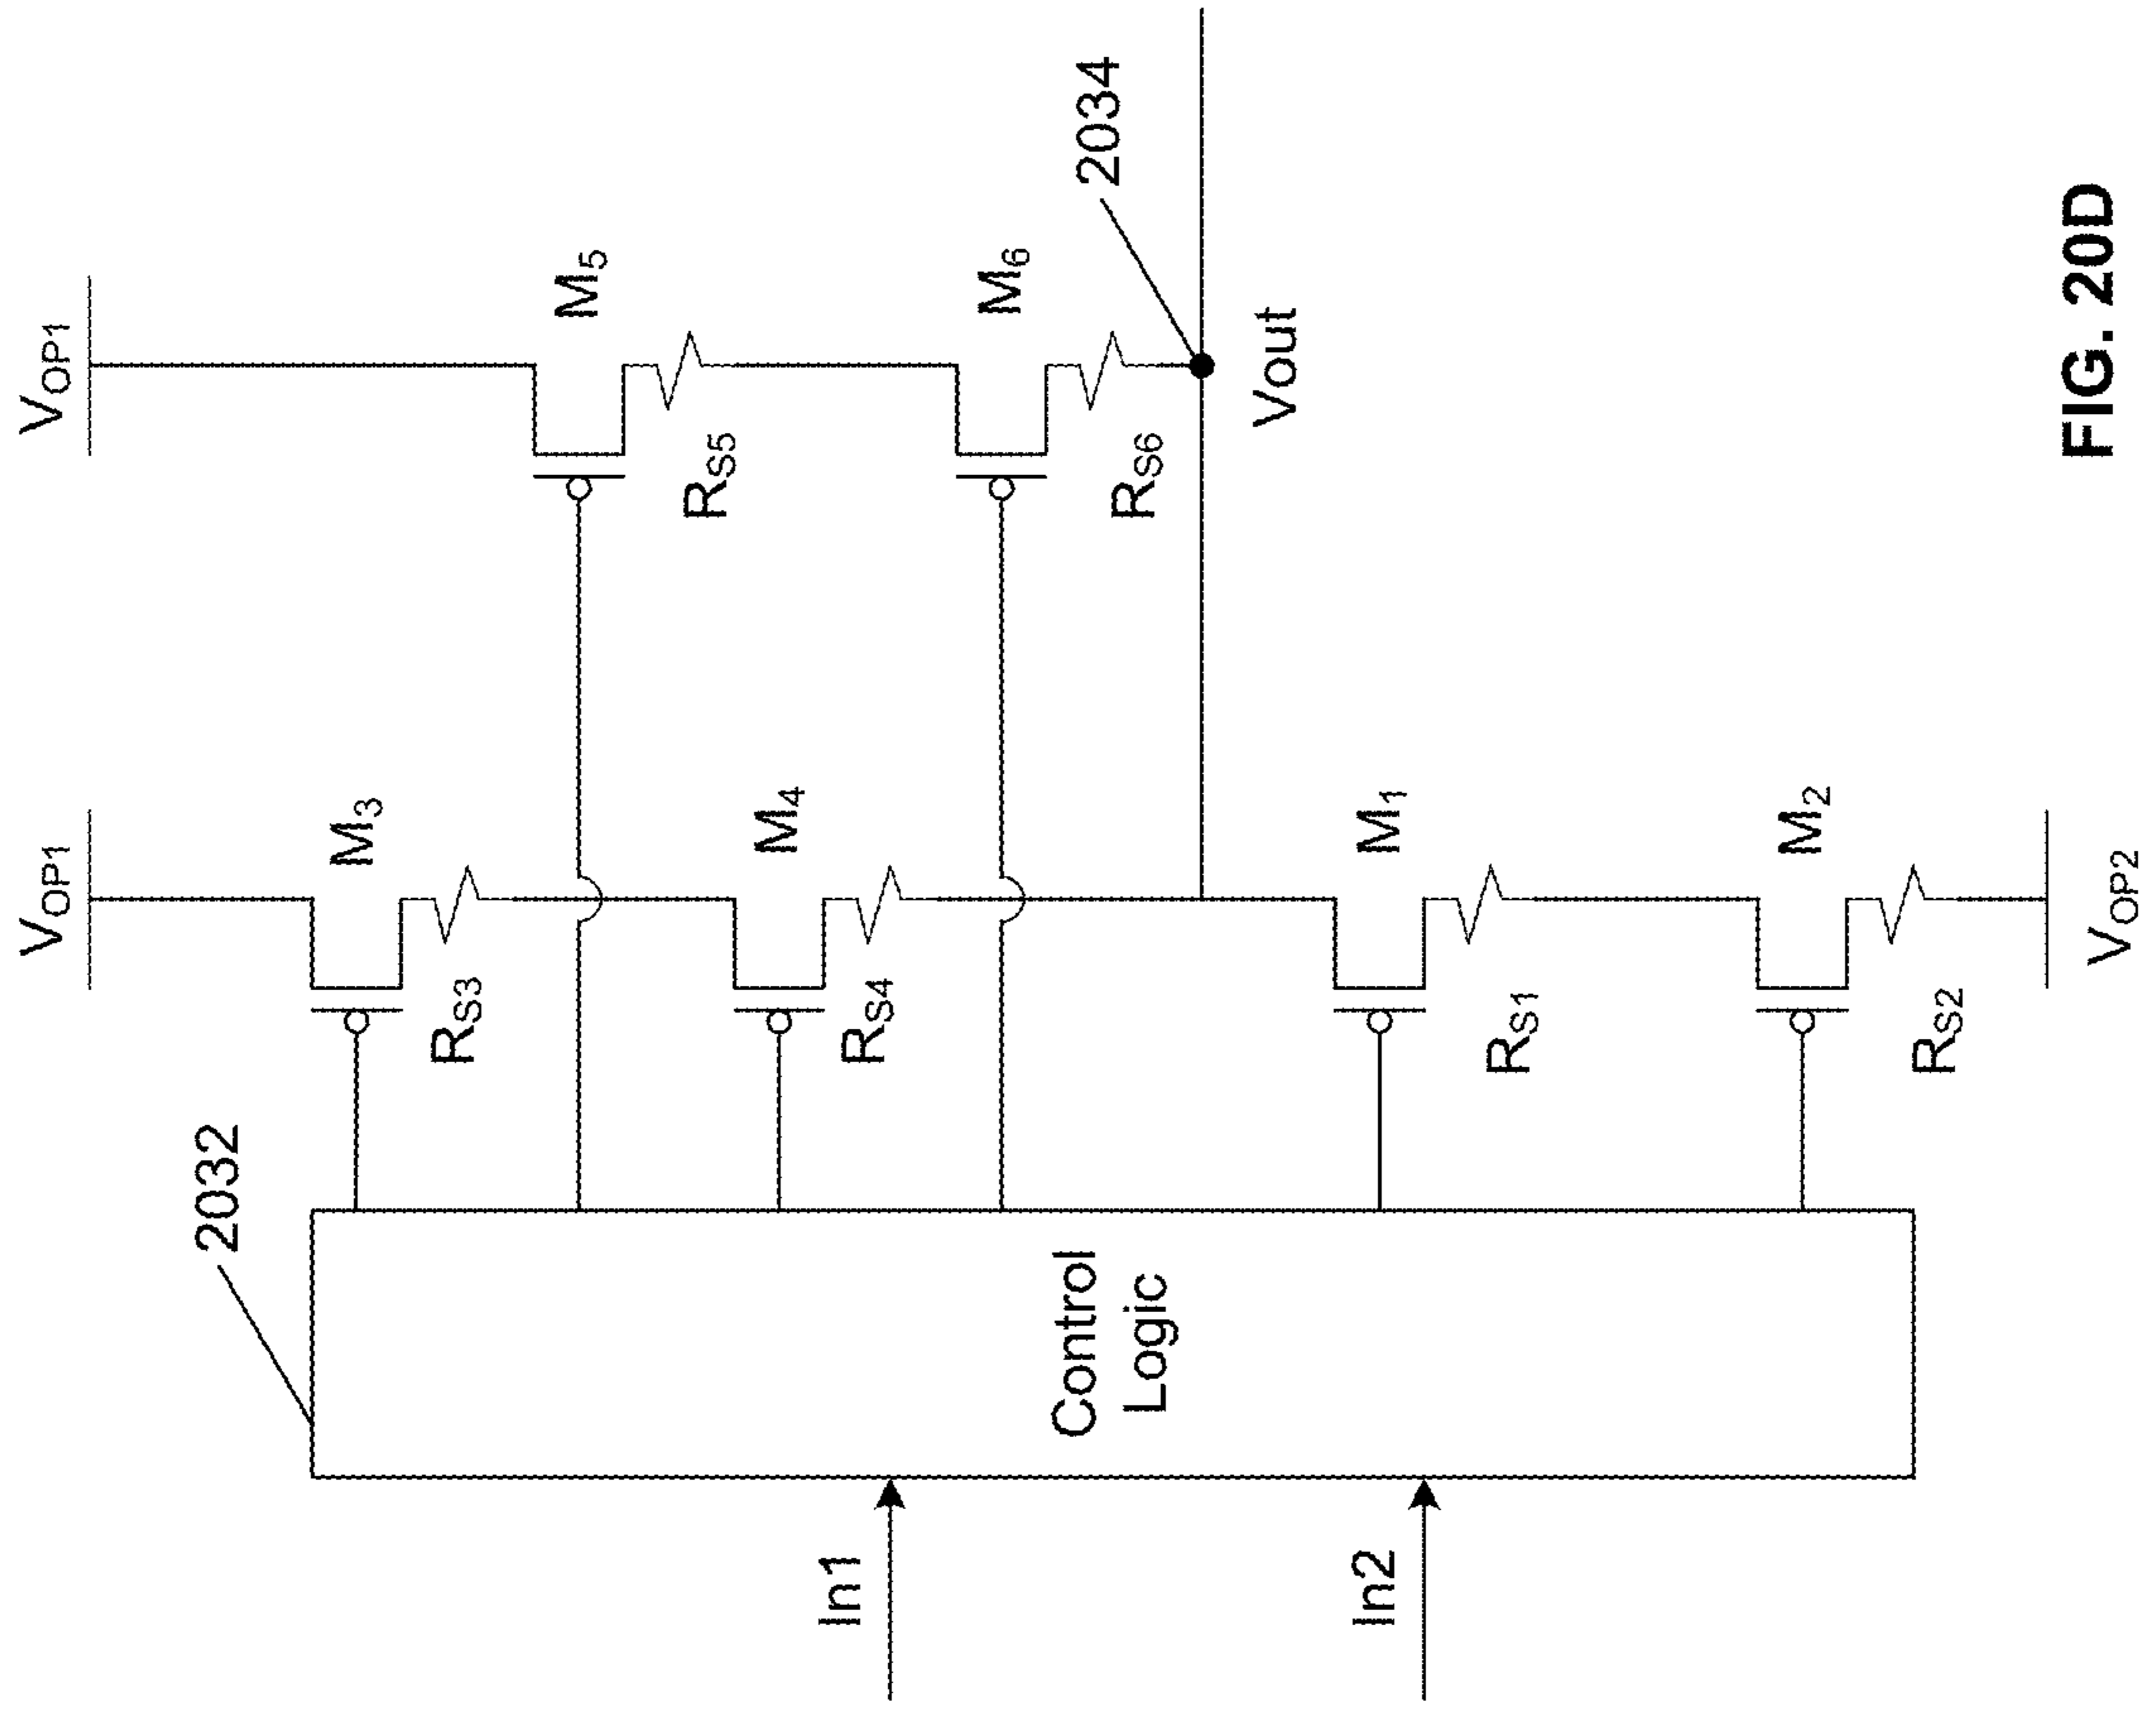 VOP1
VOP1
2032
M3
M5
RS3
RS5
M4
M6
RS4
RS6
2034
Control
Logic
Vout
In1
In2
M1
RS1
M2
RS2
VOP2
FIG. 20D